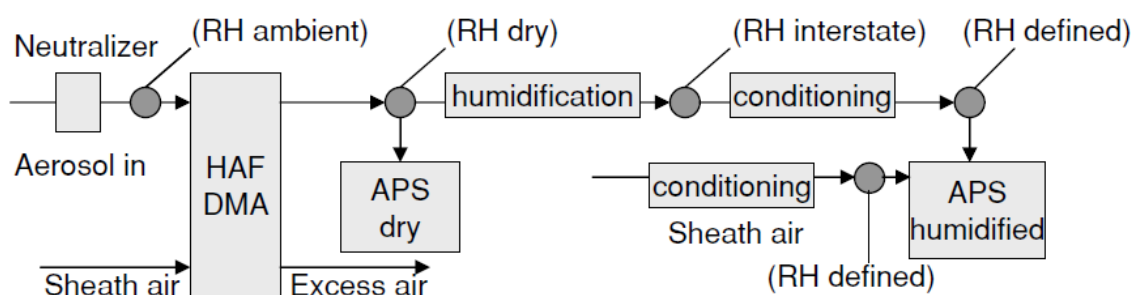 Neutralizer
(RH ambient)
(RH dry)
(RH interstate)
(RH defined)
humidification
conditioning
Aerosol in
HAF
DMA
APS
dry
conditioning
Sheath air
APS
humidified
(RH defined)
Sheath air
Excess air